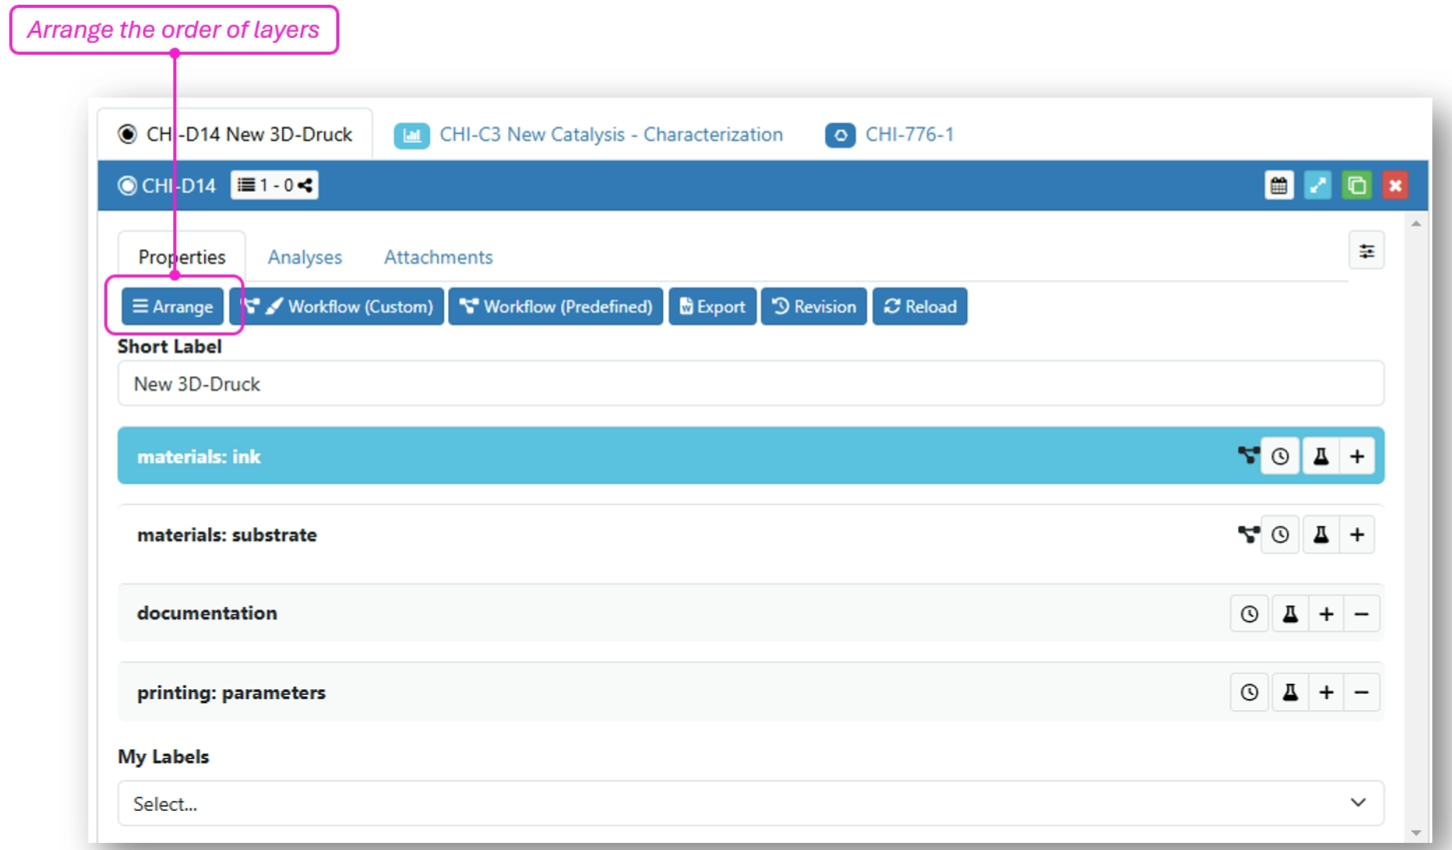 Arrange the order of layers
CHI-D14 New 3D-Druck CHI-C3 New Catalysis - Characterization CHI-776-1
CHI-D14 1 - 0
Properties Analyses Attachments
Arrange Workflow (Custom) Workflow (Predefined) Export Revision Reload
Short Label
New 3D-Druck
materials: ink
materials: substrate
documentation
printing: parameters
My Labels
Select...